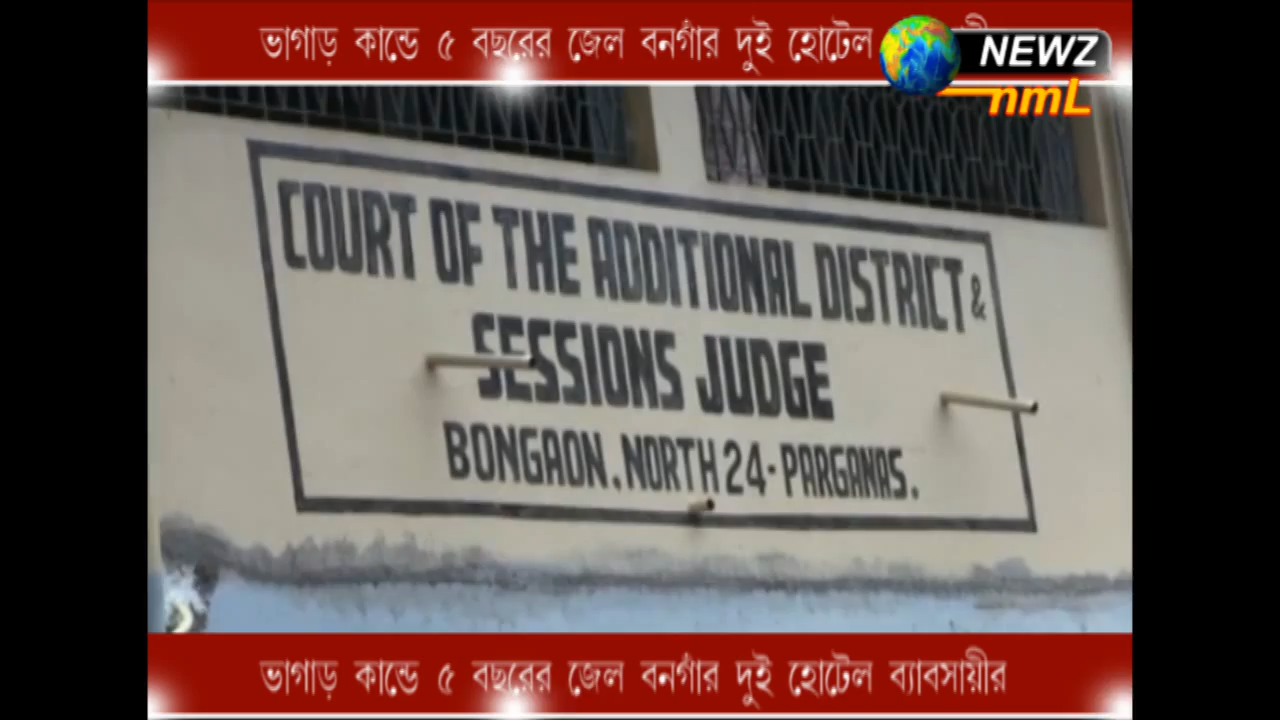 ভাগাড় কান্ডে ৫ বছরের জেল বনগাঁর দুই হোটেল
NEWZ
nmL
COURT OF THE ADDITIONAL DISTRICT &
SESSIONS JUDGE
BONGAON. NORTH 24-PARGANAS.
ভাগাড় কান্ডে ৫ বছরের জেল বনগাঁর দুই হোটেল ব্যাবসায়ীর